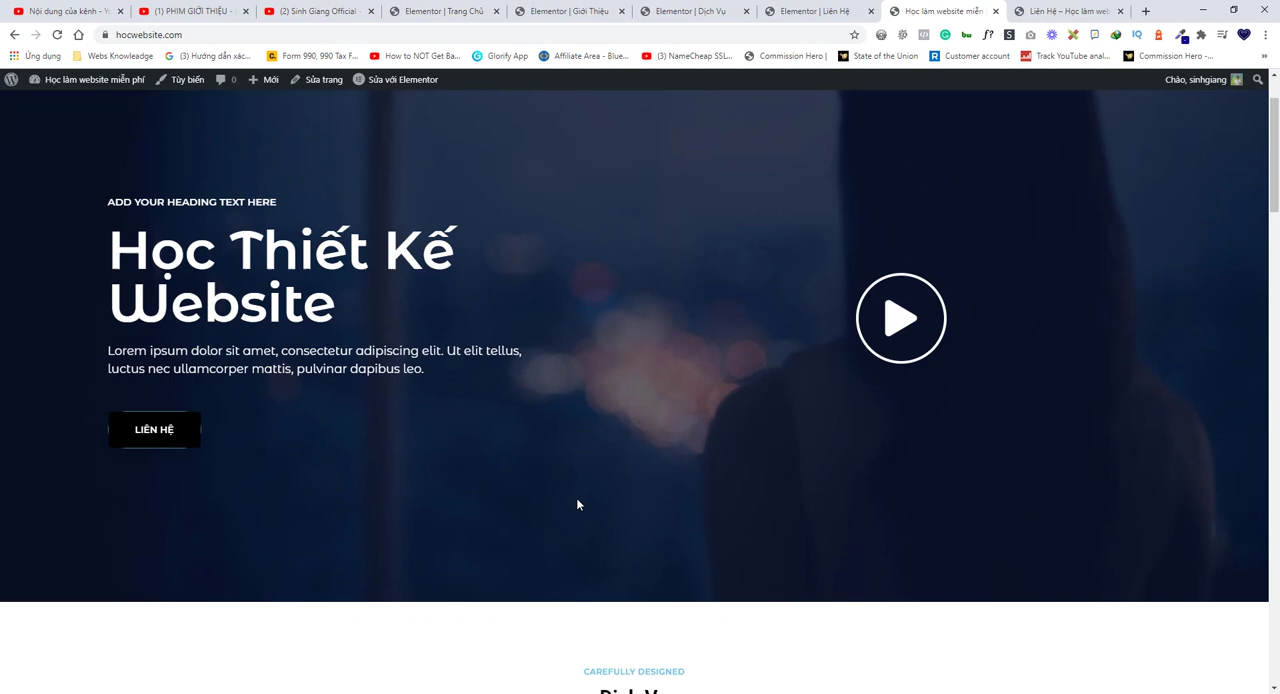 Nội dung của kênh - Yo
(1) PHIM GIỚI THIỆU -
(2) Sinh Giang Official -
Elementor | Trang Chủ
Elementor | Giới Thiệu
Elementor | Dịch Vụ
Elementor | Liên Hệ
Học làm website miễn
Liên Hệ – Học làm web
hocwebsite.com
Ứng dụng
Webs Knowleadge
(3) Hướng dẫn xác...
Form 990, 990 Tax F...
How to NOT Get Ba...
Glorify App
Affiliate Area - Blue...
(3) NameCheap SSL...
Commission Hero |
State of the Union
Customer account
Track YouTube anal...
Commission Hero -...
Học làm website miễn phí
Tùy biến
0
Mới
Sửa trang
Sửa với Elementor
Chào, sinhgiang
ADD YOUR HEADING TEXT HERE
Học Thiết Kế
Website
Lorem ipsum dolor sit amet, consectetur adipiscing elit. Ut elit tellus,
luctus nec ullamcorper mattis, pulvinar dapibus leo.
LIÊN HỆ
CAREFULLY DESIGNED